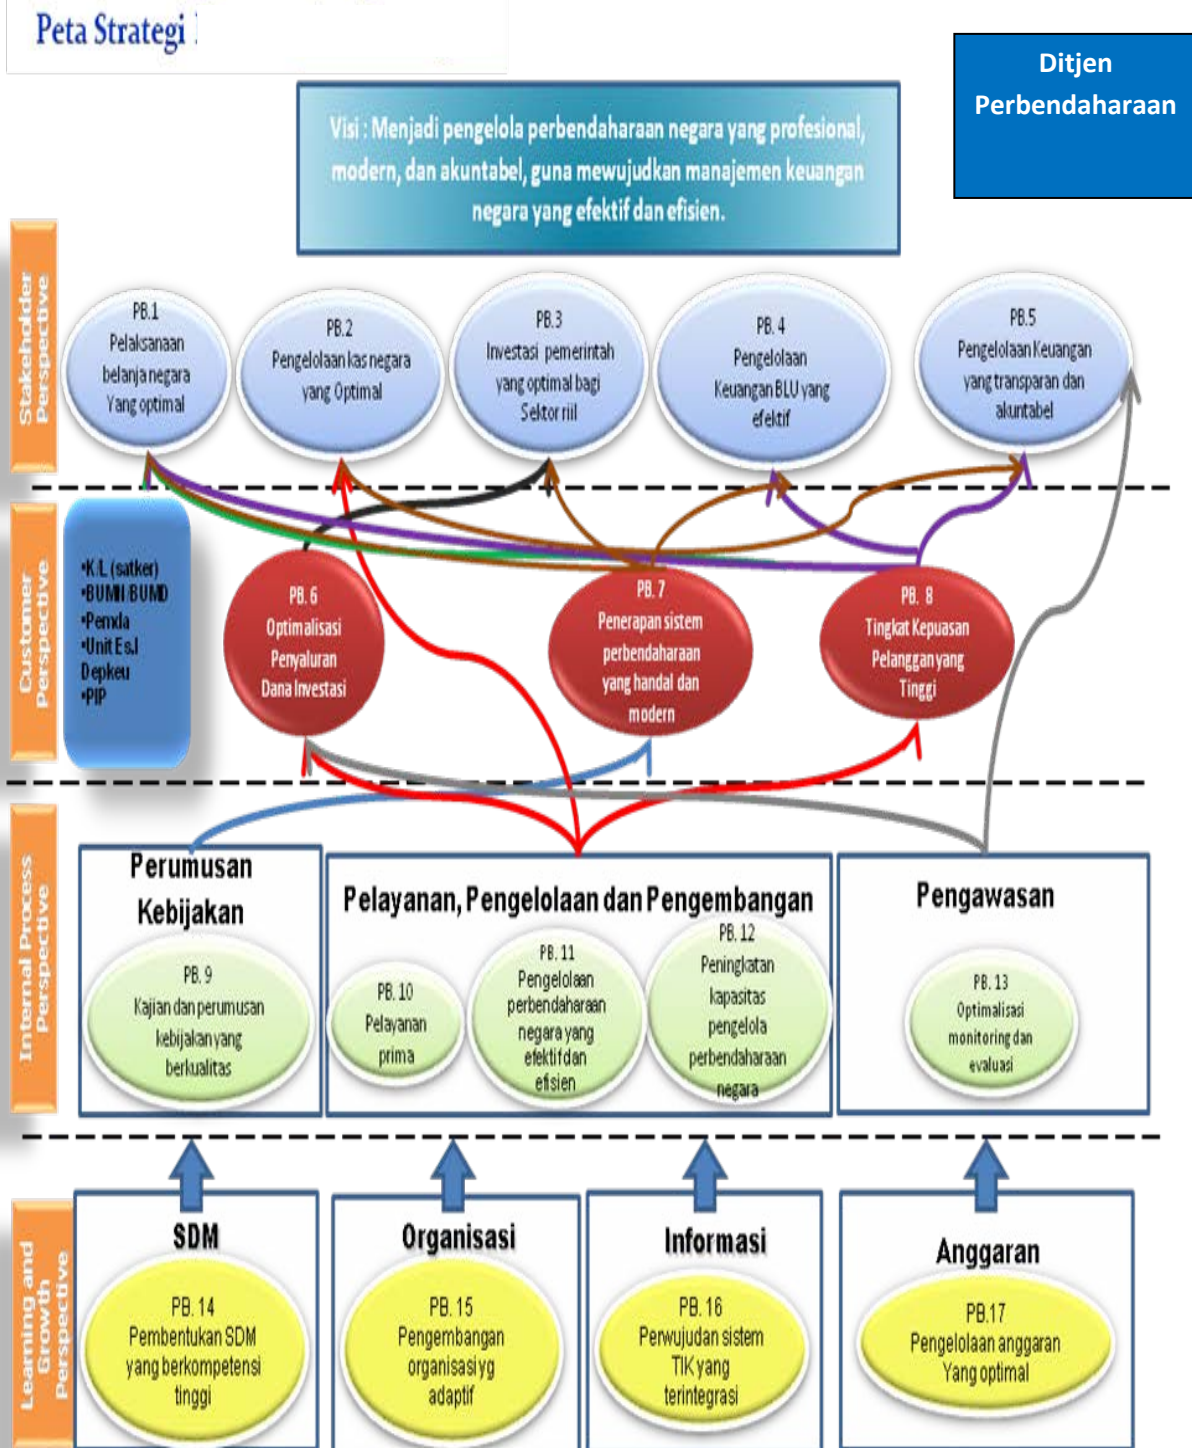 Peta Strategi
Ditjen
Perbendaharaan
Visi : Menjadi pengelola perbendaharaan negara yang profesional,
modern, dan akuntabel, guna mewujudkan manajemen keuangan
negara yang efektif dan efisien.
Stakeholder
Perspective
PB.1
Pelaksanaan
belanja negara
Yang optimal
PB.2
Pengelolaan kas negara
yang Optimal
PB.3
Investasi pemerintah
yang optimal bagi
Sektor riil
PB. 4
Pengelolaan
Keuangan BLU yang
efektif
PB.5
Pengelolaan Keuangan
yang transparan dan
akuntabel
Customer
Perspective
•K/L (satker)
•BUMN/BUMD
•Pemda
•Unit Es.I
Depkeu
•PIP
PB. 6
Optimalisasi
Penyaluran
Dana Investasi
PB. 7
Penerapan sistem
perbendaharaan
yang handal dan
modern
PB. 8
Tingkat Kepuasan
Pelanggan yang
Tinggi
Internal Process
Perspective
Perumusan
Kebijakan
PB. 9
Kajian dan perumusan
kebijakan yang
berkualitas
Pelayanan, Pengelolaan dan Pengembangan
PB. 10
Pelayanan
prima
PB. 11
Pengelolaan
perbendaharaan
negara yang
efektif dan
efisien
PB. 12
Peningkatan
kapasitas
pengelola
perbendaharaan
negara
Pengawasan
PB. 13
Optimalisasi
monitoring dan
evaluasi
Learning and
Growth
Perspective
SDM
PB. 14
Pembentukan SDM
yang berkompetensi
tinggi
Organisasi
PB. 15
Pengembangan
organisasi yg
adaptif
Informasi
PB. 16
Perwujudan sistem
TIK yang
terintegrasi
Anggaran
PB.17
Pengelolaan anggaran
Yang optimal